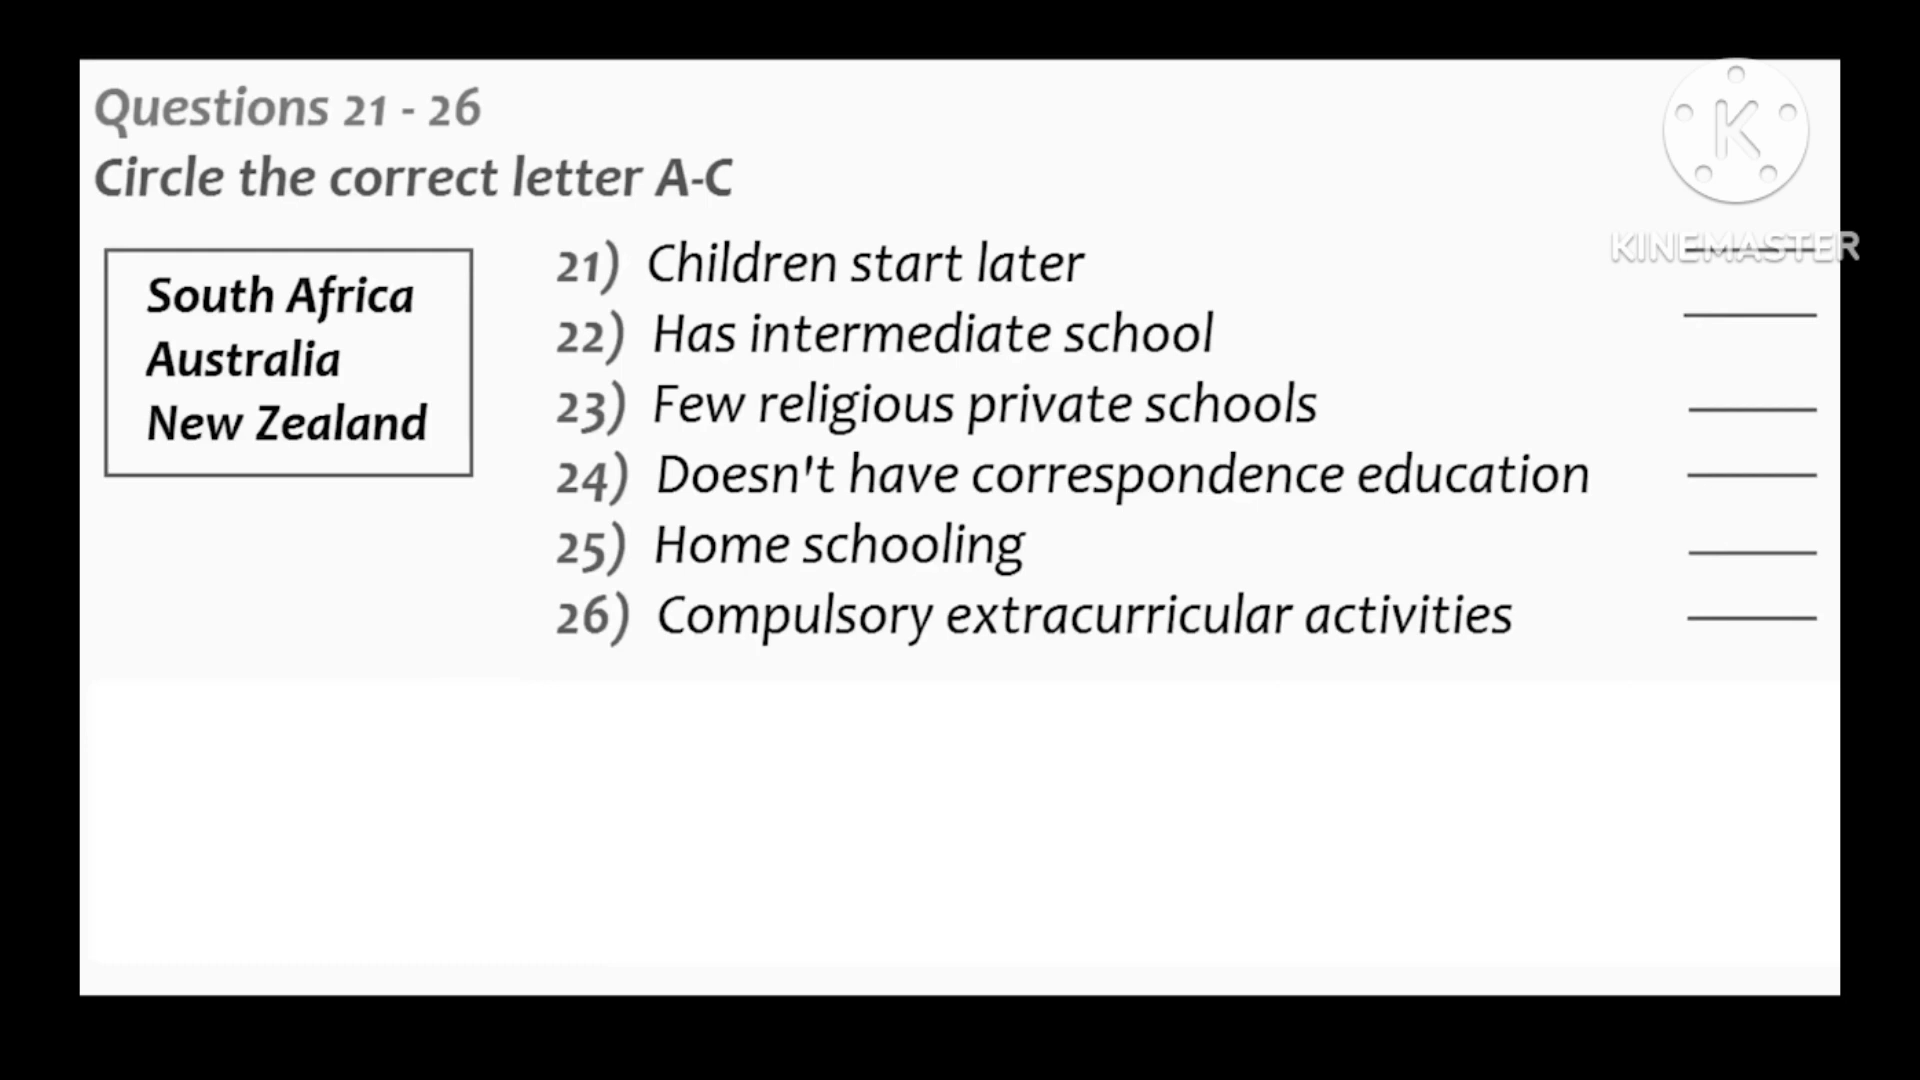 Questions 21 - 26
Circle the correct letter A-C
South Africa
Australia
New Zealand
21) Children start later
22) Has intermediate school
23) Few religious private schools
24) Doesn't have correspondence education
25) Home schooling
26) Compulsory extracurricular activities
K
KINEMASTER